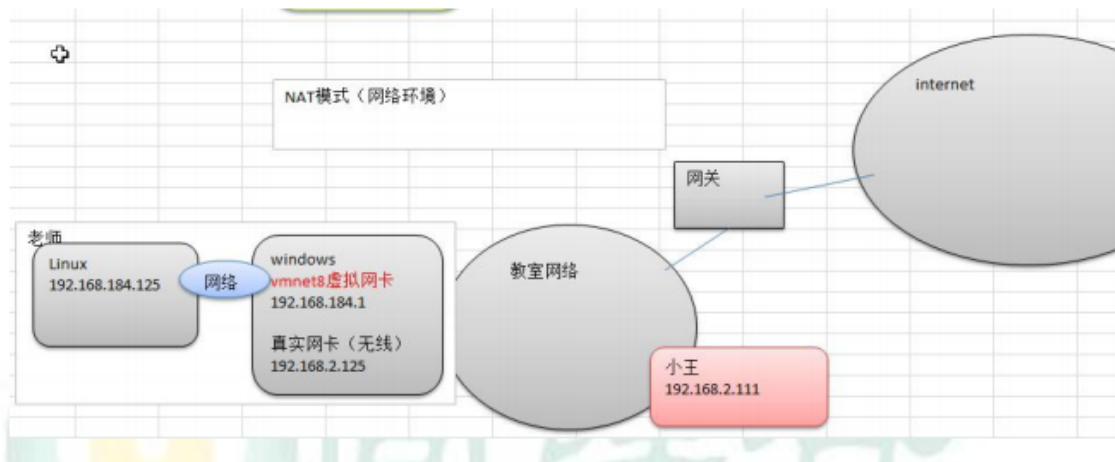 NAT模式（网络环境）
internet
网关
老师
Linux
192.168.184.125
网络
windows
vmnet8虚拟网卡
192.168.184.1
真实网卡（无线）
192.168.2.125
教室网络
小王
192.168.2.111